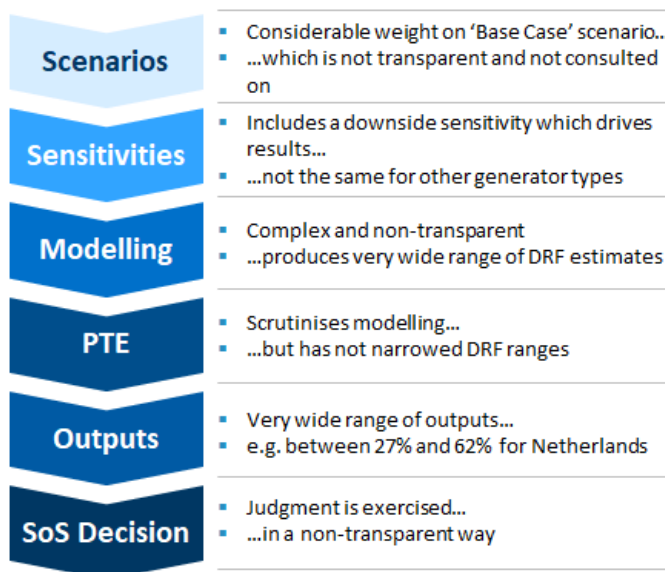 Scenarios
Considerable weight on ‘Base Case’ scenario...
...which is not transparent and not consulted
on
Sensitivities
Includes a downside sensitivity which drives
results...
...not the same for other generator types
Modelling
Complex and non-transparent
...produces very wide range of DRF estimates
PTE
Scrutinises modelling...
...but has not narrowed DRF ranges
Outputs
Very wide range of outputs...
e.g. between 27% and 62% for Netherlands
SoS Decision
Judgment is exercised...
...in a non-transparent way